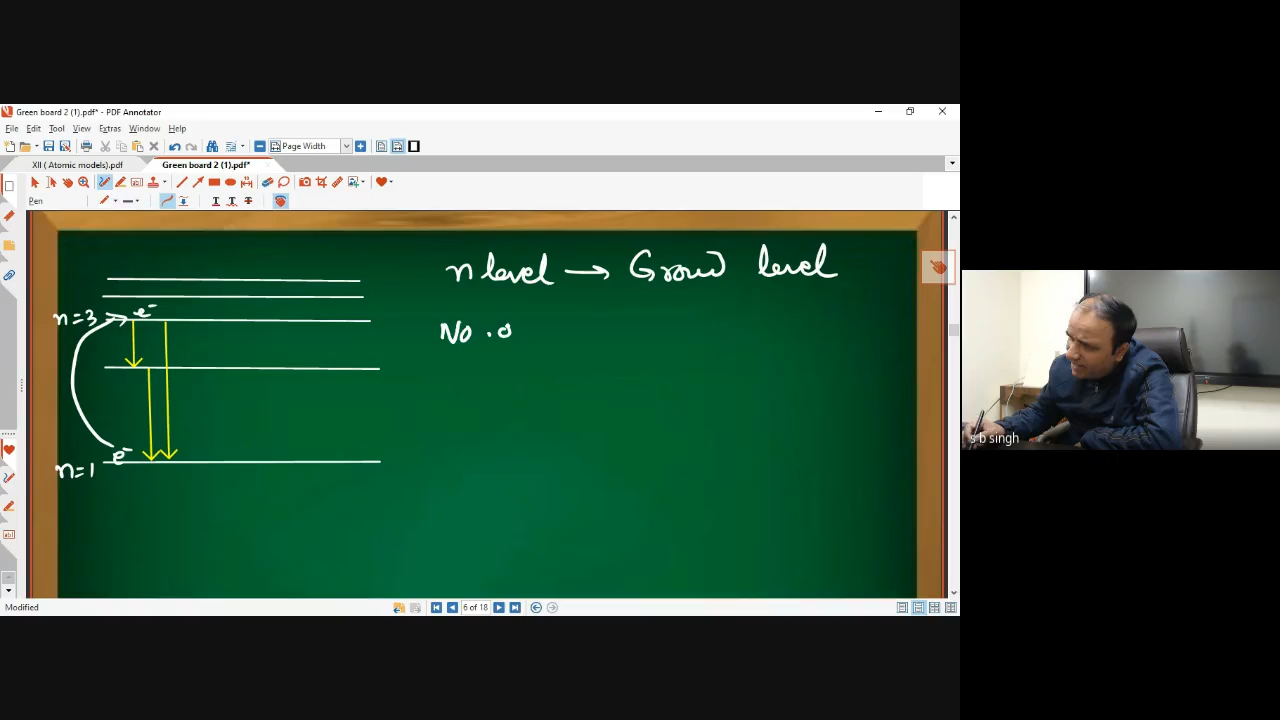 Green board 2 (1).pdf* - PDF Annotator
File Edit Tool View Extras Window Help
Page Width
XII ( Atomic models).pdf Green board 2 (1).pdf*
Pen
n level → Groud level
n=3 e⁻
No . o
e⁻
n=1
s b singh
Modified 6 of 18